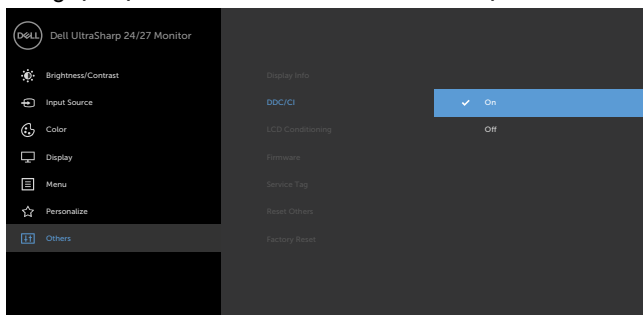 DELL Dell UltraSharp 24/27 Monitor
Brightness/Contrast
Input Source
Color
Display
Menu
Personalize
Others
Display Info
DDC/CI
LCD Conditioning
Firmware
Service Tag
Reset Others
Factory Reset
On
Off